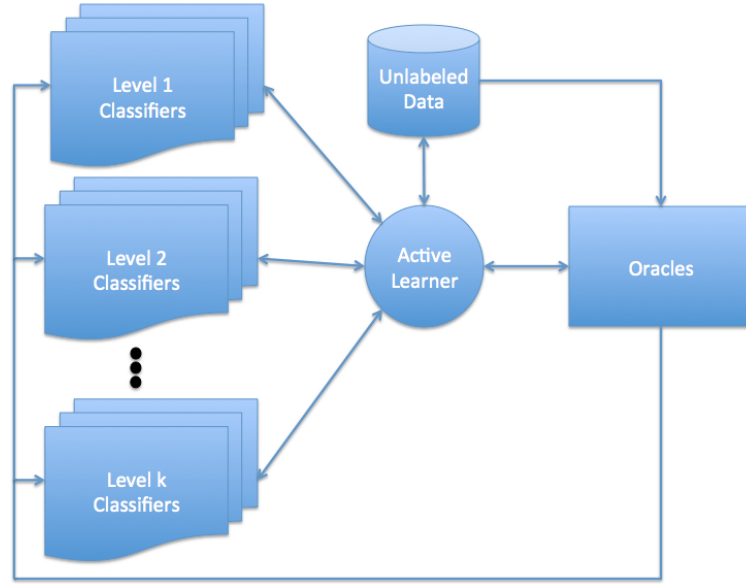 Level 1
Classifiers
Unlabeled
Data
Level 2
Classifiers
Active
Learner
Oracles
Level k
Classifiers